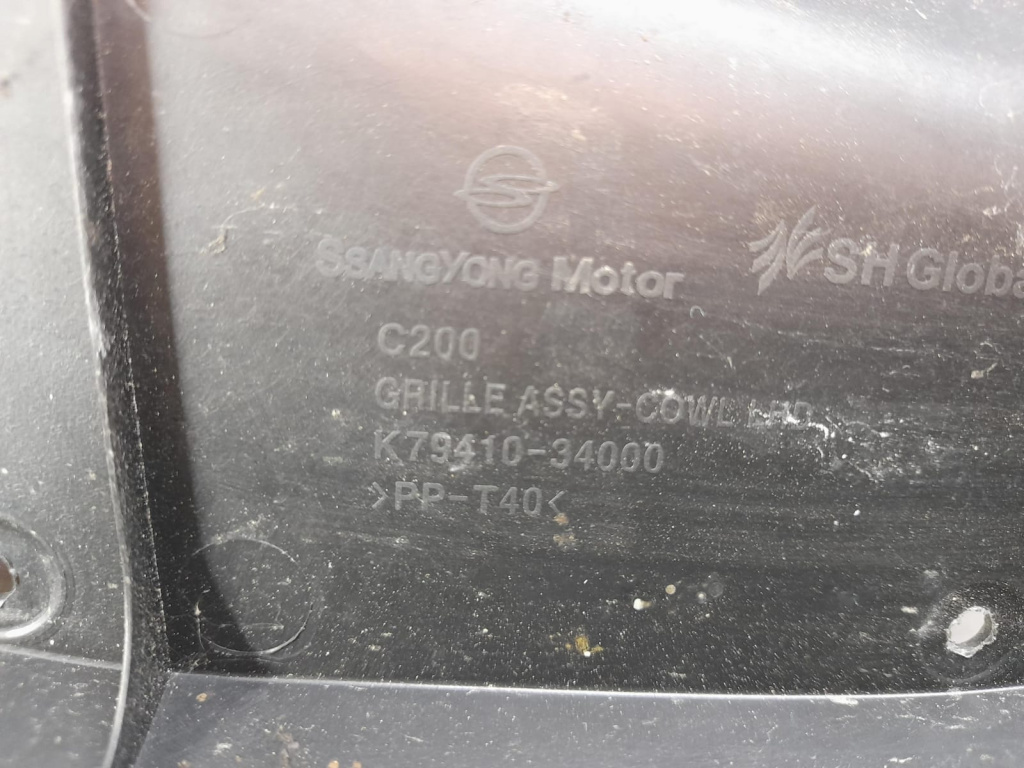 SSANGYONG Motor
SH Globa
C200
GRILLE ASSY-COWL
K79410-34000
>PP-T40<